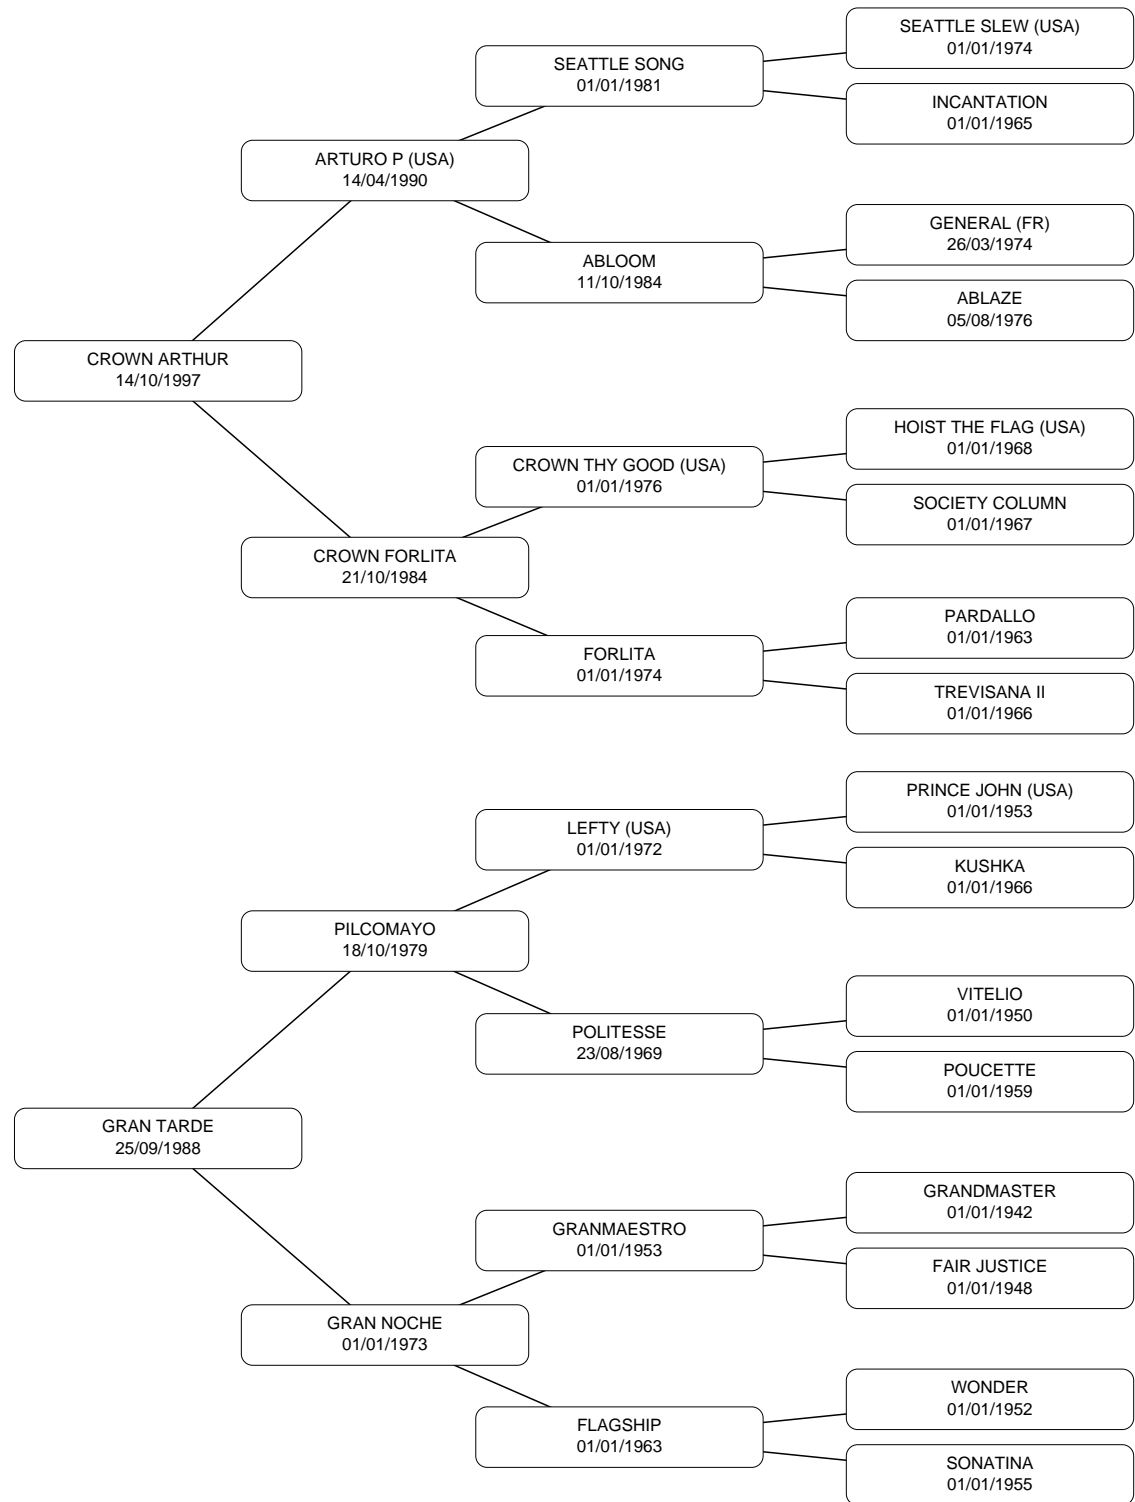 SEATTLE SLEW (USA)
01/01/1974
SEATTLE SONG
01/01/1981
INCANTATION
01/01/1965
ARTURO P (USA)
14/04/1990
GENERAL (FR)
26/03/1974
ABLOOM
11/10/1984
ABLAZE
05/08/1976
CROWN ARTHUR
14/10/1997
HOIST THE FLAG (USA)
01/01/1968
CROWN THY GOOD (USA)
01/01/1976
SOCIETY COLUMN
01/01/1967
CROWN FORLITA
21/10/1984
PARDALLO
01/01/1963
FORLITA
01/01/1974
TREVISANA II
01/01/1966
PRINCE JOHN (USA)
01/01/1953
LEFTY (USA)
01/01/1972
KUSHKA
01/01/1966
PILCOMAYO
18/10/1979
VITELIO
01/01/1950
POLITESSE
23/08/1969
POUCETTE
01/01/1959
GRAN TARDE
25/09/1988
GRANDMASTER
01/01/1942
GRANMAESTRO
01/01/1953
FAIR JUSTICE
01/01/1948
GRAN NOCHE
01/01/1973
WONDER
01/01/1952
FLAGSHIP
01/01/1963
SONATINA
01/01/1955